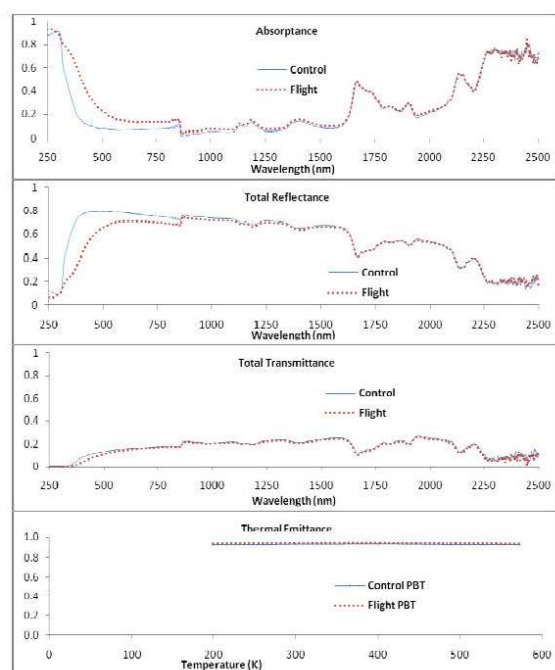 Absorptance
1
0.8
0.6
0.4
0.2
0
Control
Flight
250 500 750 1000 1250 1500 1750 2000 2250 2500
Wavelength (nm)
Total Reflectance
1
0.8
0.6
0.4
0.2
0
Control
Flight
250 500 750 1000 1250 1500 1750 2000 2250 2500
Wavelength (nm)
Total Transmittance
1
0.8
0.6
0.4
0.2
0
Control
Flight
250 500 750 1000 1250 1500 1750 2000 2250 2500
Wavelength (nm)
Thermal Emittance
1.0
0.8
0.6
0.4
0.2
0.0
Control PBT
Flight PBT
0 100 200 300 400 500 600
Temperature (K)